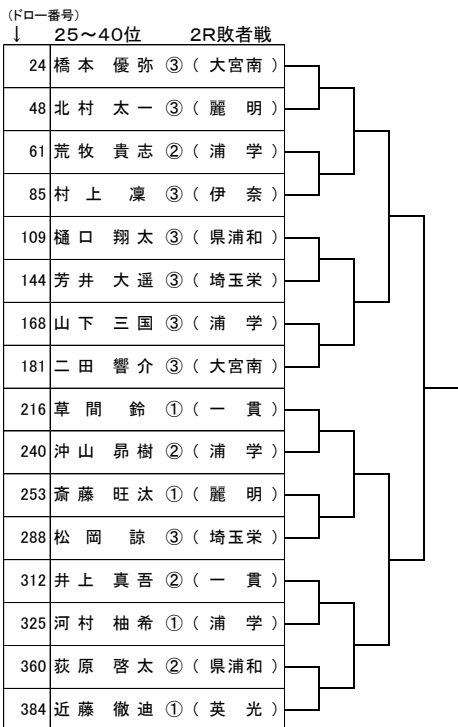 (ドロー番号)
↓ 25～40位 2R敗者戦
24 橋本 優弥 ③ ( 大宮南 )
48 北村 太一 ③ ( 麗 明 )
61 荒牧 貴志 ② ( 浦 学 )
85 村上 凜 ③ ( 伊 奈 )
109 樋口 翔太 ③ ( 県浦和 )
144 芳井 大遥 ③ ( 埼玉栄 )
168 山下 三国 ③ ( 浦 学 )
181 二田 響介 ③ ( 大宮南 )
216 草間 鈴 ① ( 一 貫 )
240 沖山 昴樹 ② ( 浦 学 )
253 斎藤 旺汰 ① ( 麗 明 )
288 松岡 諒 ③ ( 埼玉栄 )
312 井上 真吾 ② ( 一 貫 )
325 河村 柚希 ① ( 浦 学 )
360 荻原 啓太 ② ( 県浦和 )
384 近藤 徹迪 ① ( 英 光 )